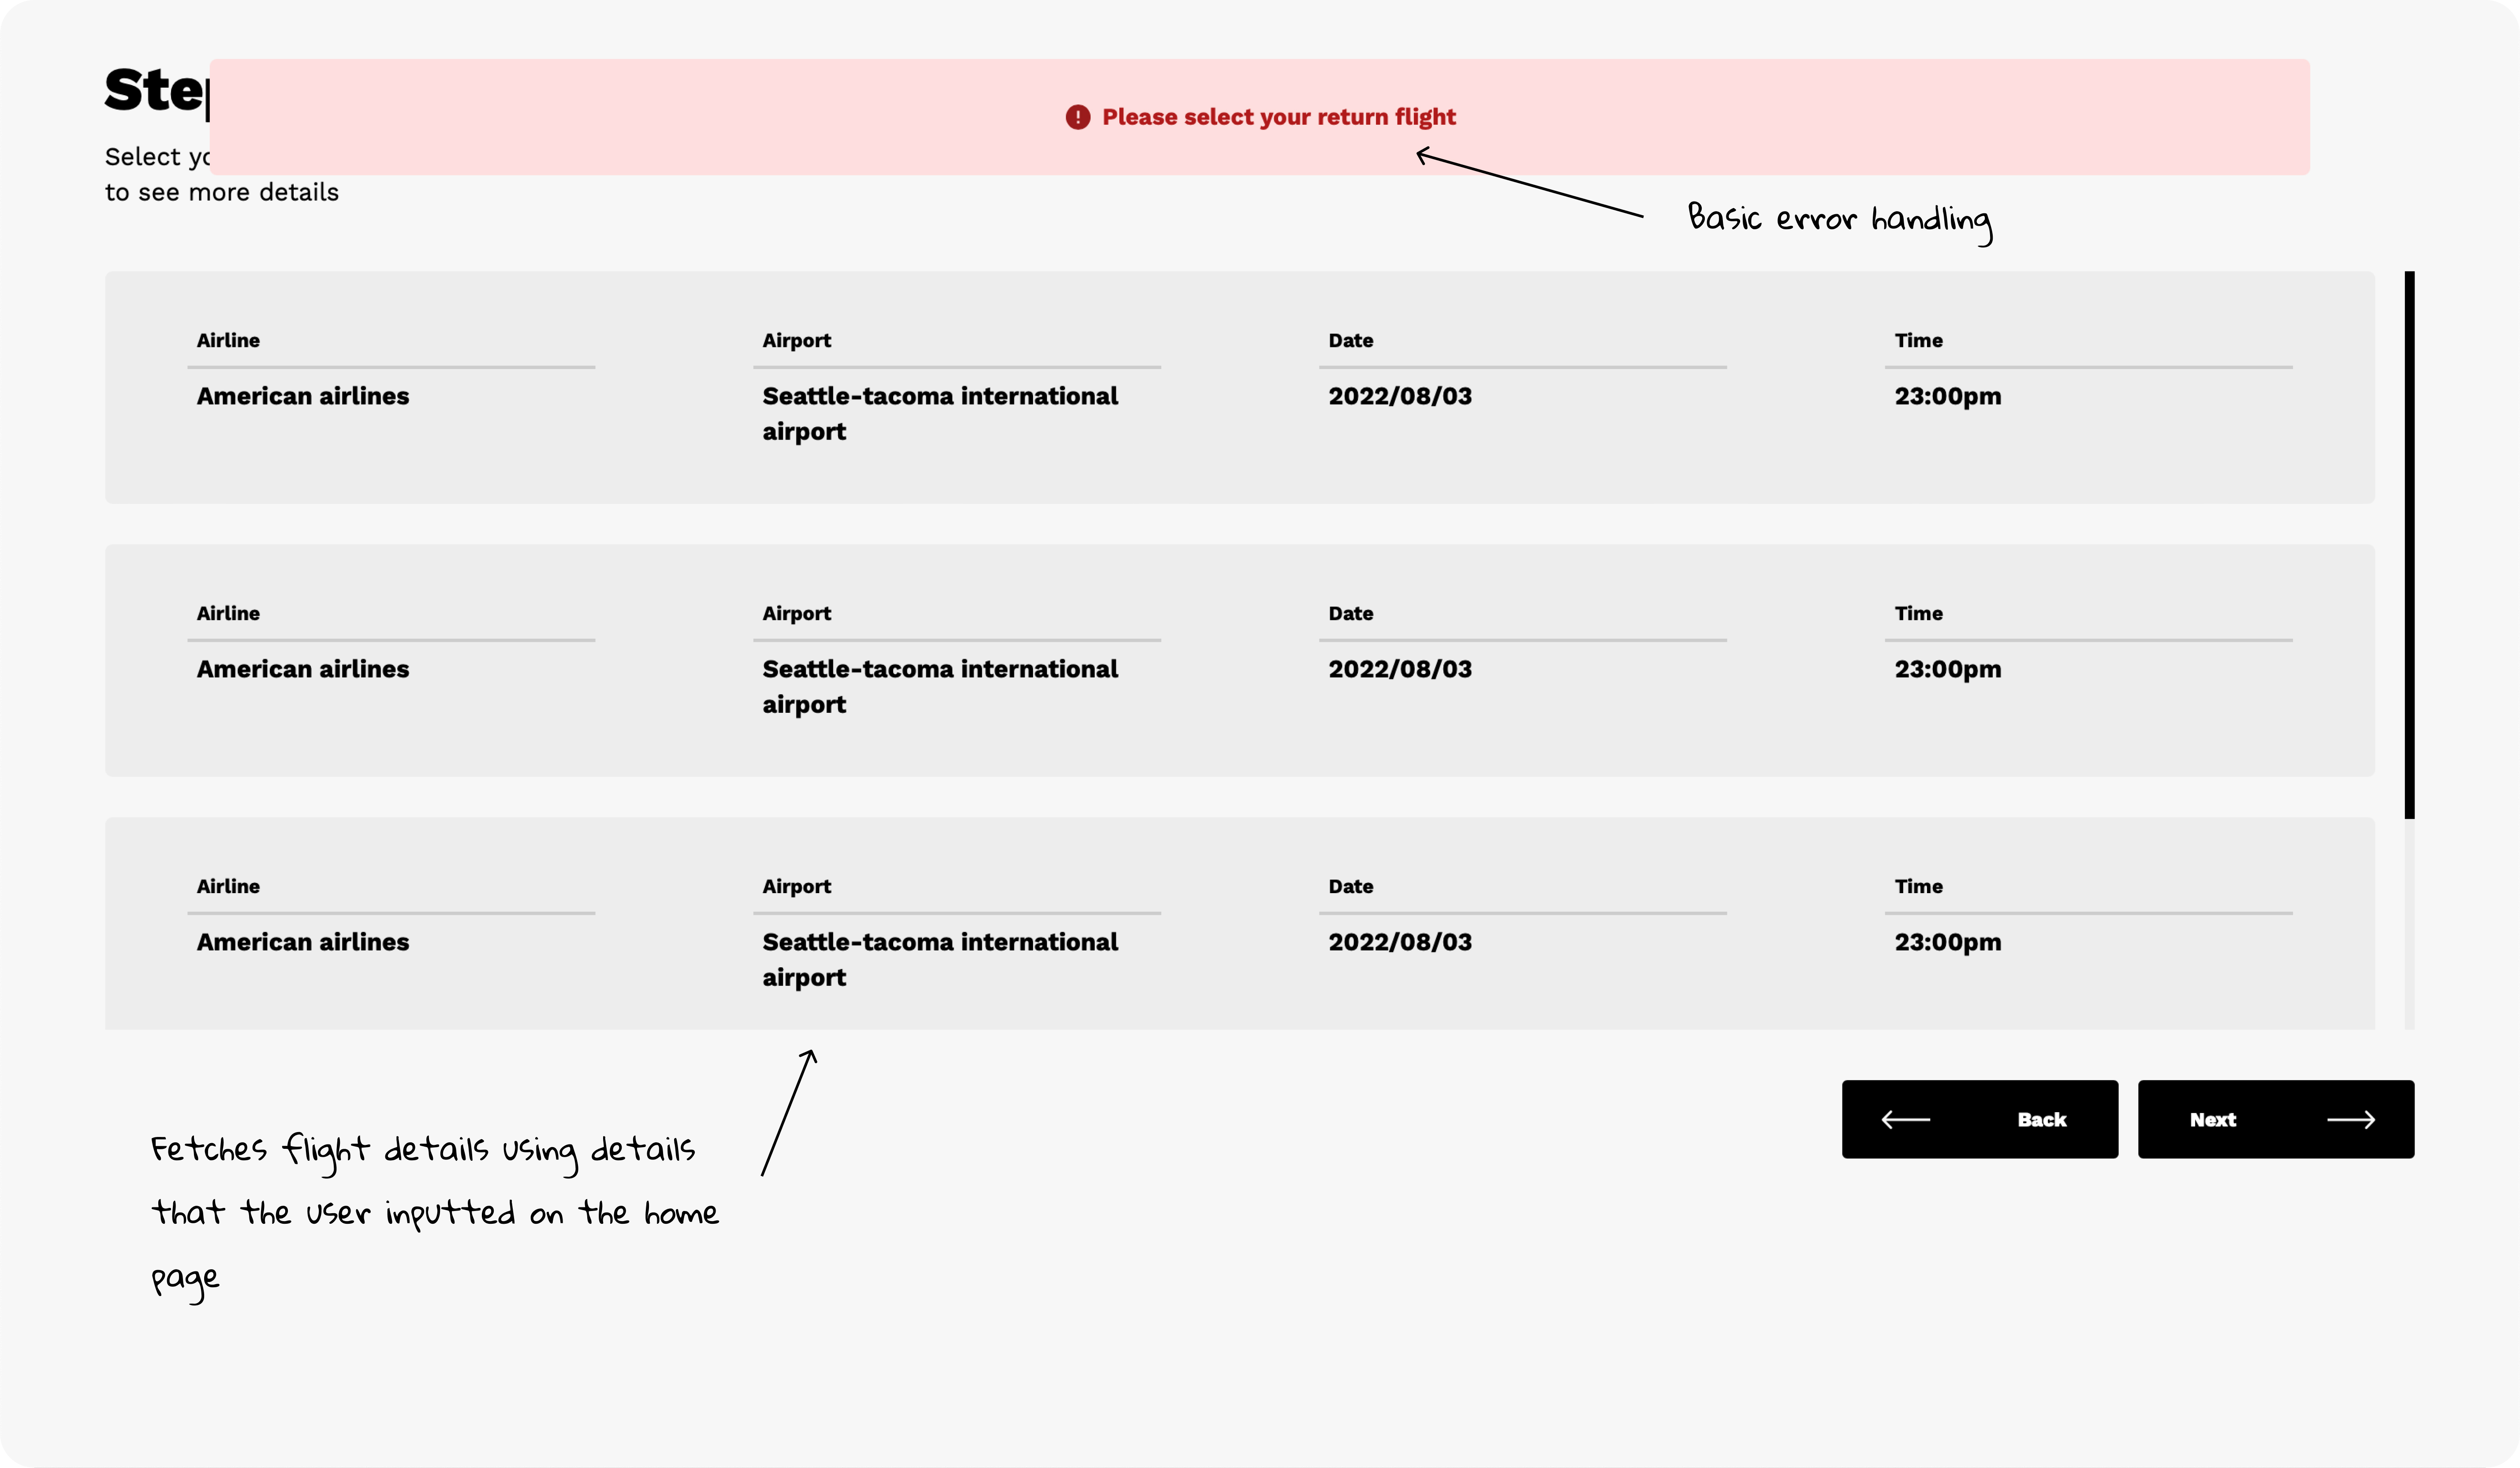 Step
Please select your return flight
Select yo
to see more details
Basic error handling
Airline Airport Date Time
American airlines Seattle-tacoma international 2022/08/03 23:00pm
airport
Airline Airport Date Time
American airlines Seattle-tacoma international 2022/08/03 23:00pm
airport
Airline Airport Date Time
American airlines Seattle-tacoma international 2022/08/03 23:00pm
airport
Back Next
Fetches flight details using details
that the user inputted on the home
page